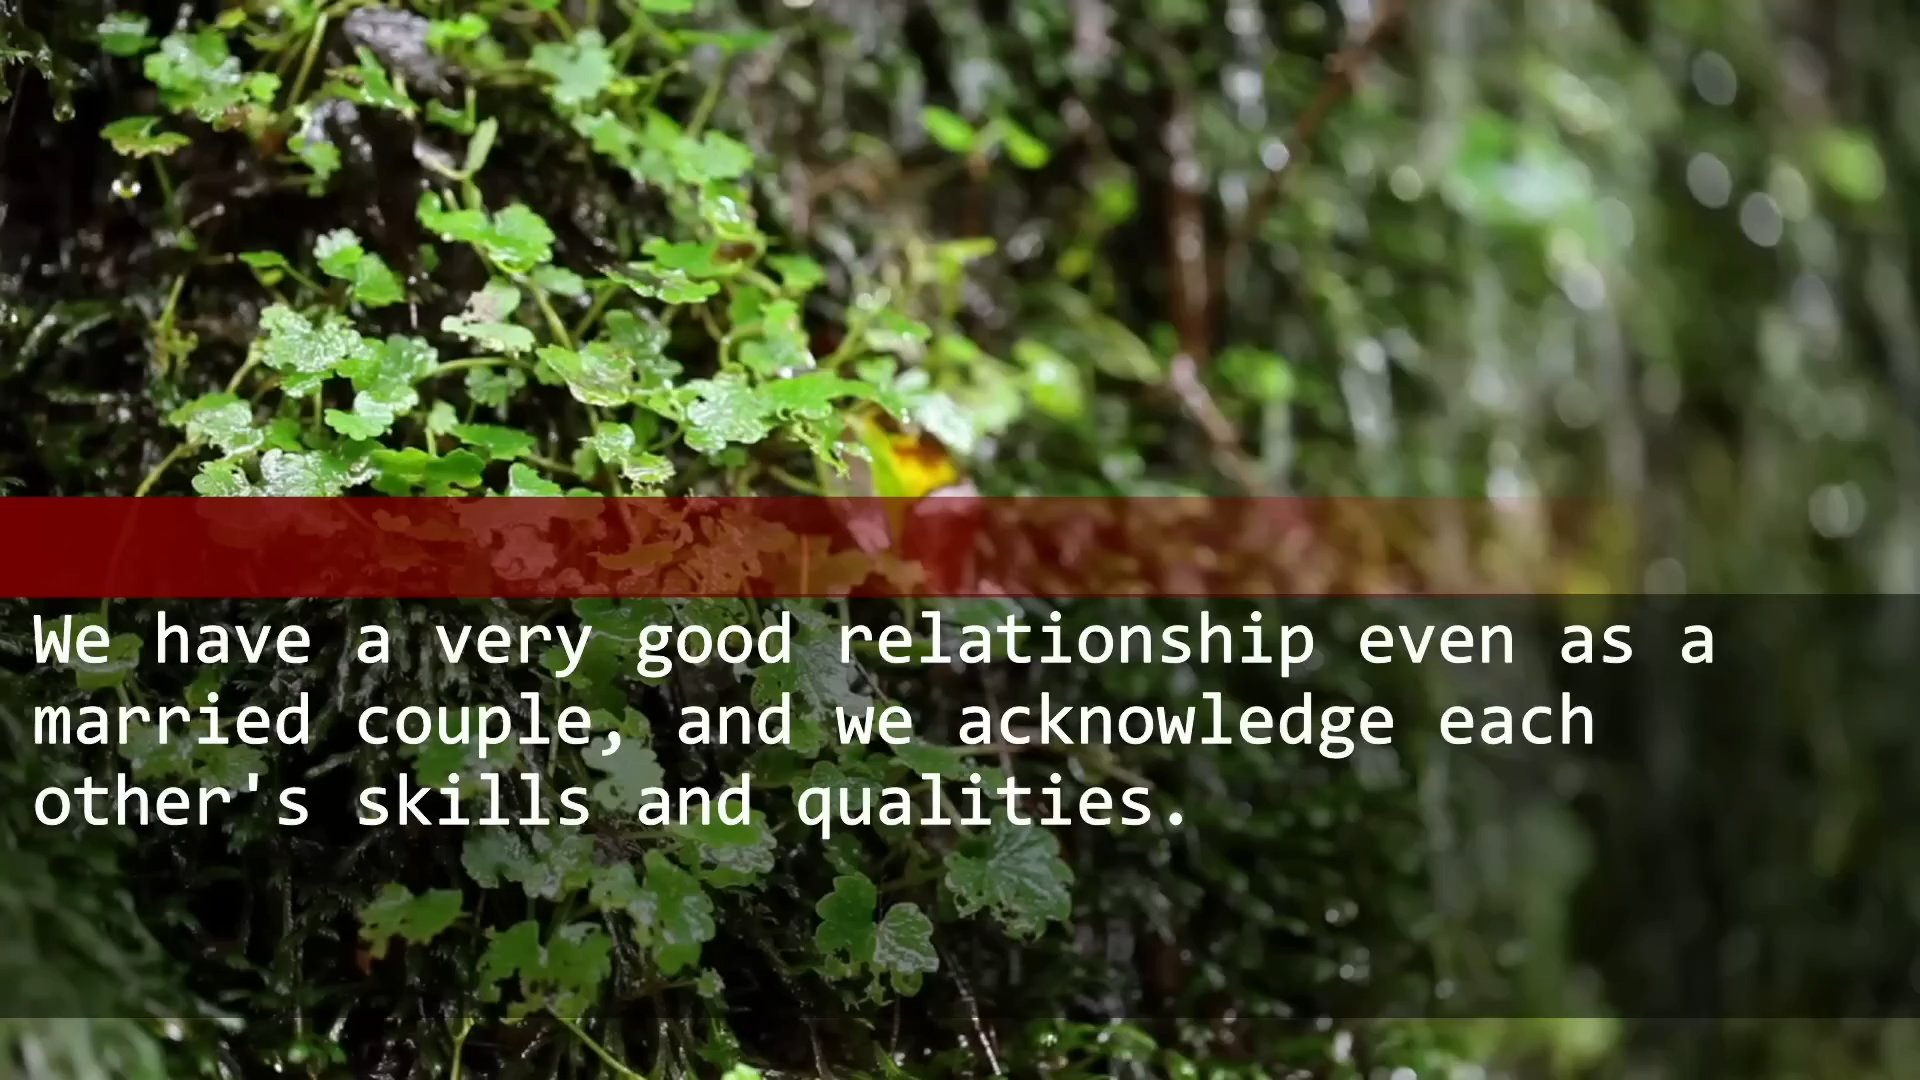 We have a very good relationship even as a
married couple, and we acknowledge each
other's skills and qualities.